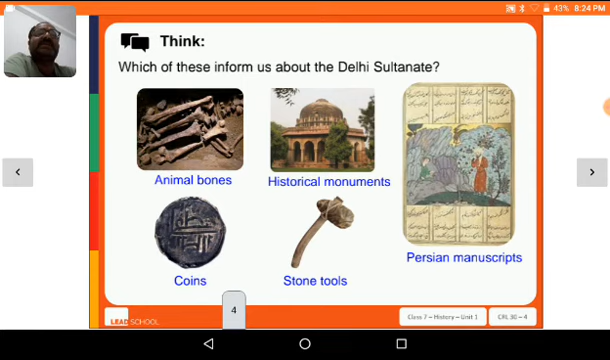 43% 8:24 PM
Think:
Which of these inform us about the Delhi Sultanate?
Animal bones
Historical monuments
Persian manuscripts
Coins
Stone tools
4
LEAD SCHOOL
Class 7 – History – Unit 1
CRL 30 – 4